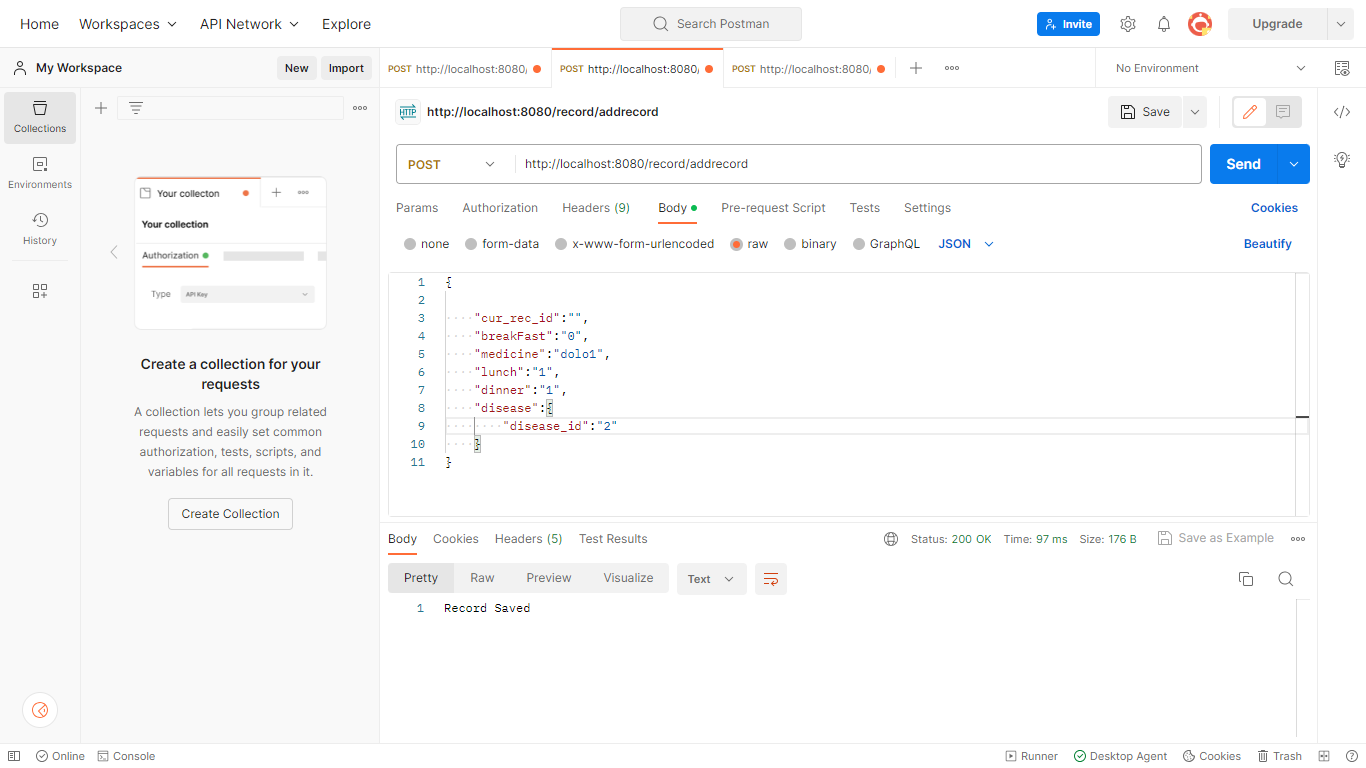 Home Workspaces API Network Explore Search Postman Invite Upgrade
My Workspace New Import POST http://localhost:8080/ POST http://localhost:8080/ POST http://localhost:8080/ No Environment
Collections
Environments
History
Your collecton
Your collection
Authorization
Type API Key
Create a collection for your
requests
A collection lets you group related
requests and easily set common
authorization, tests, scripts, and
variables for all requests in it.
Create Collection
HTTP http://localhost:8080/record/addrecord Save
POST http://localhost:8080/record/addrecord Send
Params Authorization Headers (9) Body Pre-request Script Tests Settings Cookies
none form-data x-www-form-urlencoded raw binary GraphQL JSON Beautify
1 {
2
3 "cur_rec_id":"",
4 "breakFast":"0",
5 "medicine":"dolo1",
6 "lunch":"1",
7 "dinner":"1",
8 "disease":{
9 "disease_id":"2"
10 }
11 }
Body Cookies Headers (5) Test Results Status: 200 OK Time: 97 ms Size: 176 B Save as Example
Pretty Raw Preview Visualize Text
1 Record Saved
Online Console Runner Desktop Agent Cookies Trash